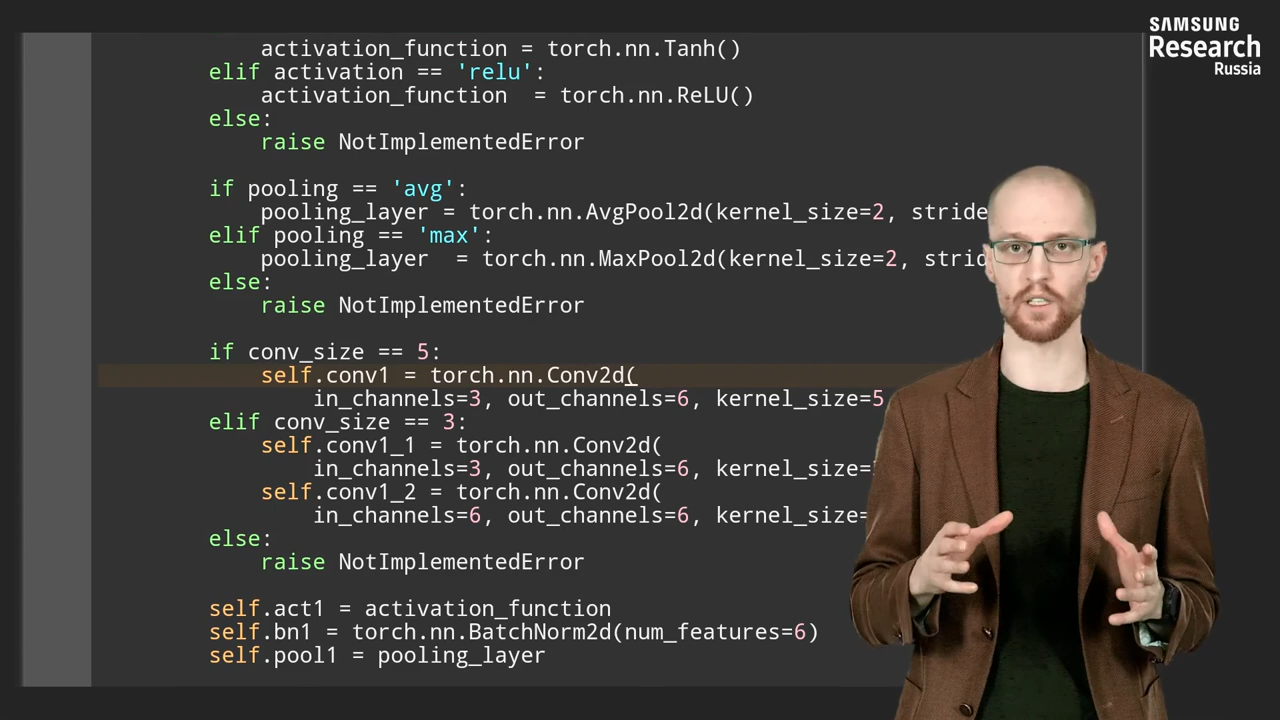 SAMSUNG
Research
Russia
activation_function = torch.nn.Tanh()
elif activation == 'relu':
activation_function  = torch.nn.ReLU()
else:
raise NotImplementedError
if pooling == 'avg':
pooling_layer = torch.nn.AvgPool2d(kernel_size=2, stride
elif pooling == 'max':
pooling_layer  = torch.nn.MaxPool2d(kernel_size=2, strid
else:
raise NotImplementedError
if conv_size == 5:
self.conv1 = torch.nn.Conv2d(
in_channels=3, out_channels=6, kernel_size=5
elif conv_size == 3:
self.conv1_1 = torch.nn.Conv2d(
in_channels=3, out_channels=6, kernel_size=
self.conv1_2 = torch.nn.Conv2d(
in_channels=6, out_channels=6, kernel_size=
else:
raise NotImplementedError
self.act1 = activation_function
self.bn1 = torch.nn.BatchNorm2d(num_features=6)
self.pool1 = pooling_layer